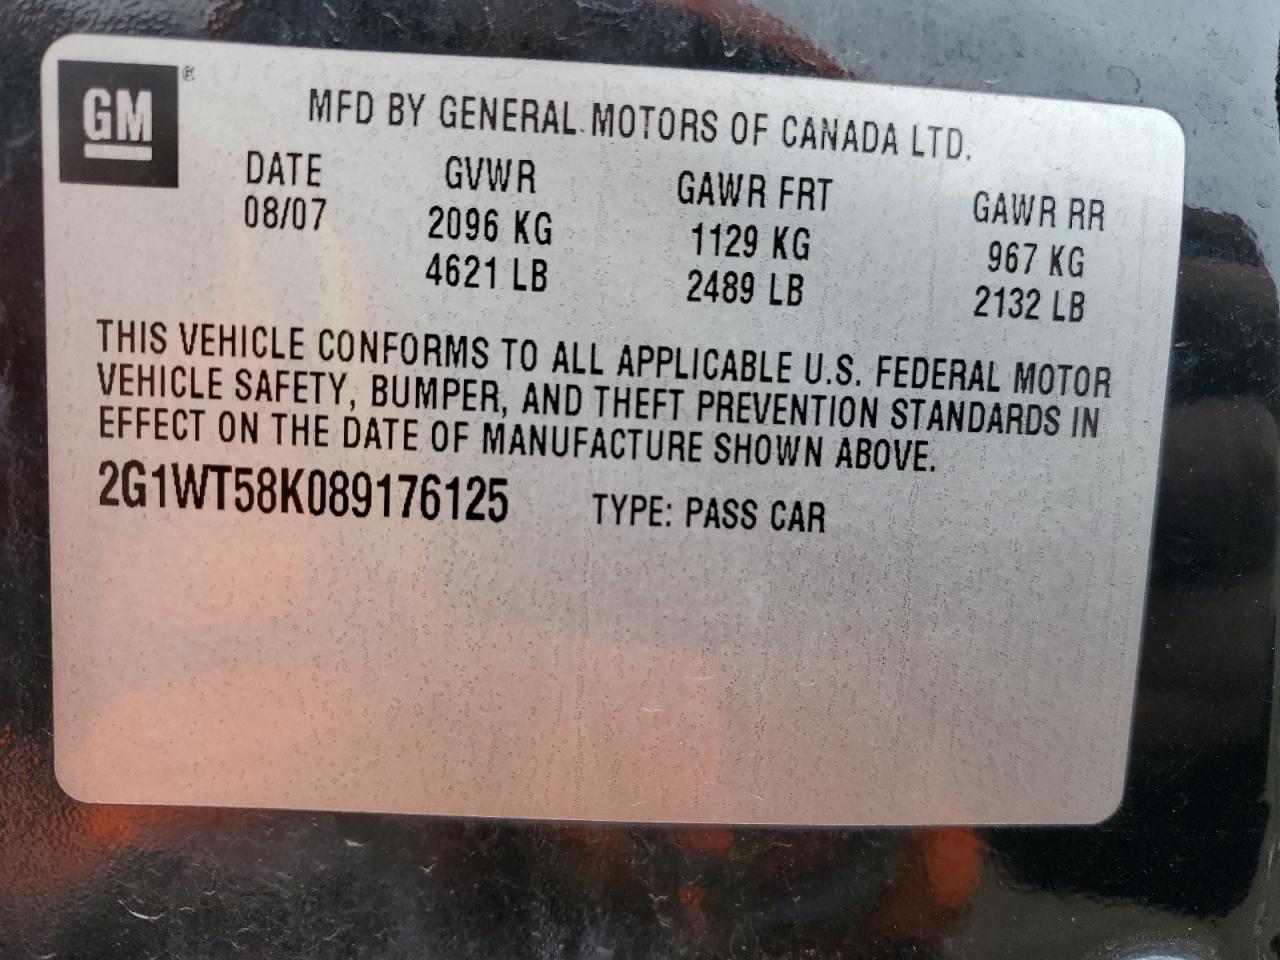 GM ®
MFD BY GENERAL MOTORS OF CANADA LTD.
DATE GVWR GAWR FRT GAWR RR
08/07 2096 KG 1129 KG 967 KG
4621 LB 2489 LB 2132 LB
THIS VEHICLE CONFORMS TO ALL APPLICABLE U.S. FEDERAL MOTOR
VEHICLE SAFETY, BUMPER, AND THEFT PREVENTION STANDARDS IN
EFFECT ON THE DATE OF MANUFACTURE SHOWN ABOVE.
2G1WT58K089176125 TYPE: PASS CAR